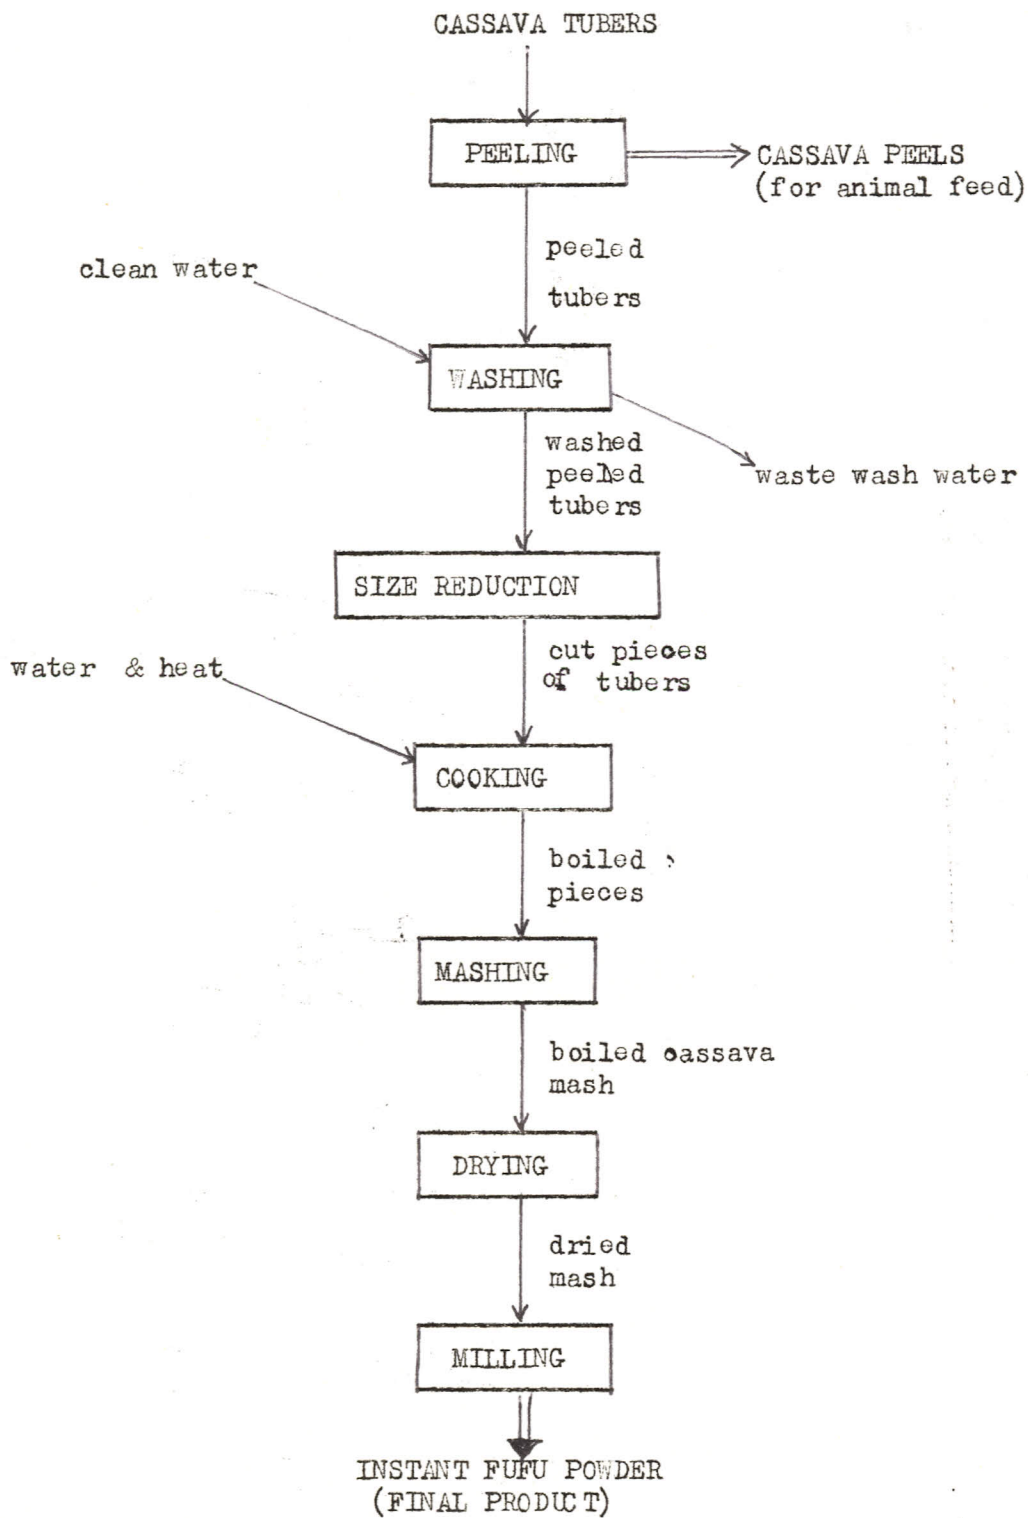 CASSAVA TUBERS
PEELING
CASSAVA PEELS
(for animal feed)
peeled
tubers
clean water
WASHING
washed
peeled
tubers
waste wash water
SIZE REDUCTION
cut pieces
of tubers
water & heat
COOKING
boiled
pieces
MASHING
boiled cassava
mash
DRYING
dried
mash
MILLING
INSTANT FUFU POWDER
(FINAL PRODUCT)